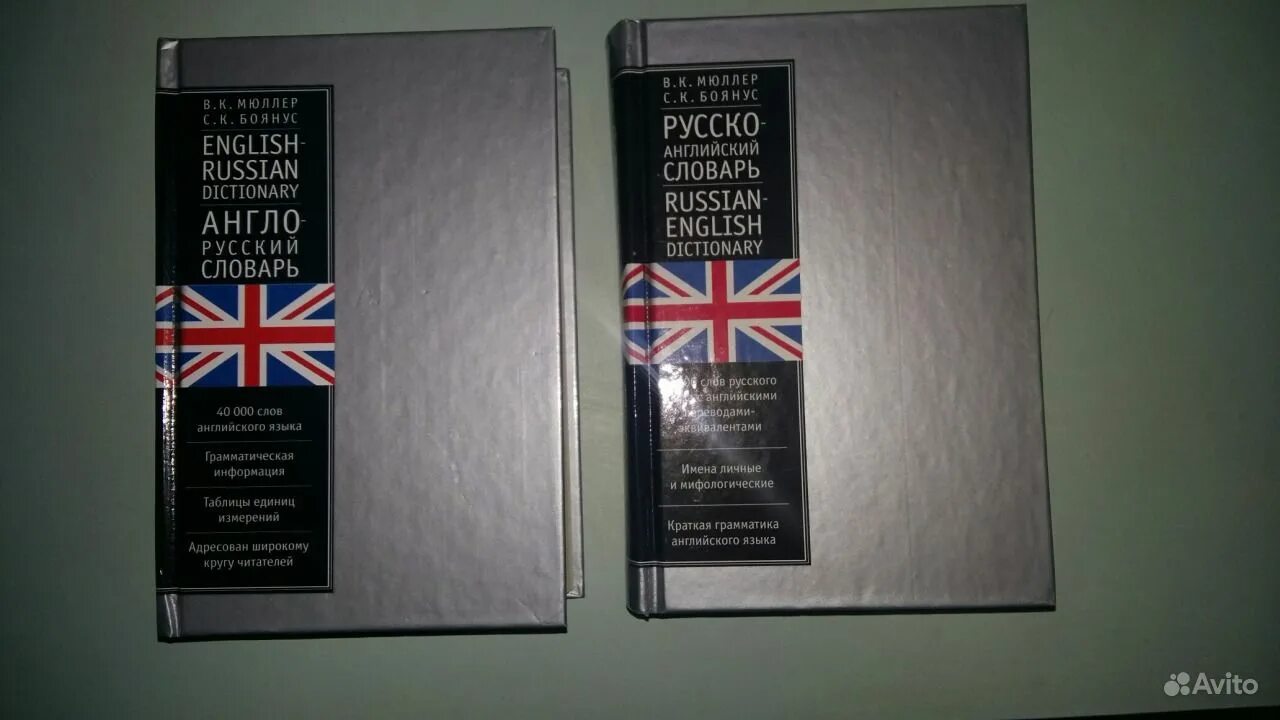 В.К. МЮЛЛЕР
С.К. БОЯНУС
ENGLISH-
RUSSIAN
DICTIONARY
АНГЛО-
РУССКИЙ
СЛОВАРЬ
40 000 слов
английского языка
Грамматическая
информация
Таблицы единиц
измерений
Адресован широкому
кругу читателей
В.К. МЮЛЛЕР
С.К. БОЯНУС
РУССКО-
АНГЛИЙСКИЙ
СЛОВАРЬ
RUSSIAN-
ENGLISH
DICTIONARY
слов русского
с английскими
переводами-
эквивалентами
Имена личные
и мифологические
Краткая грамматика
английского языка
Avito